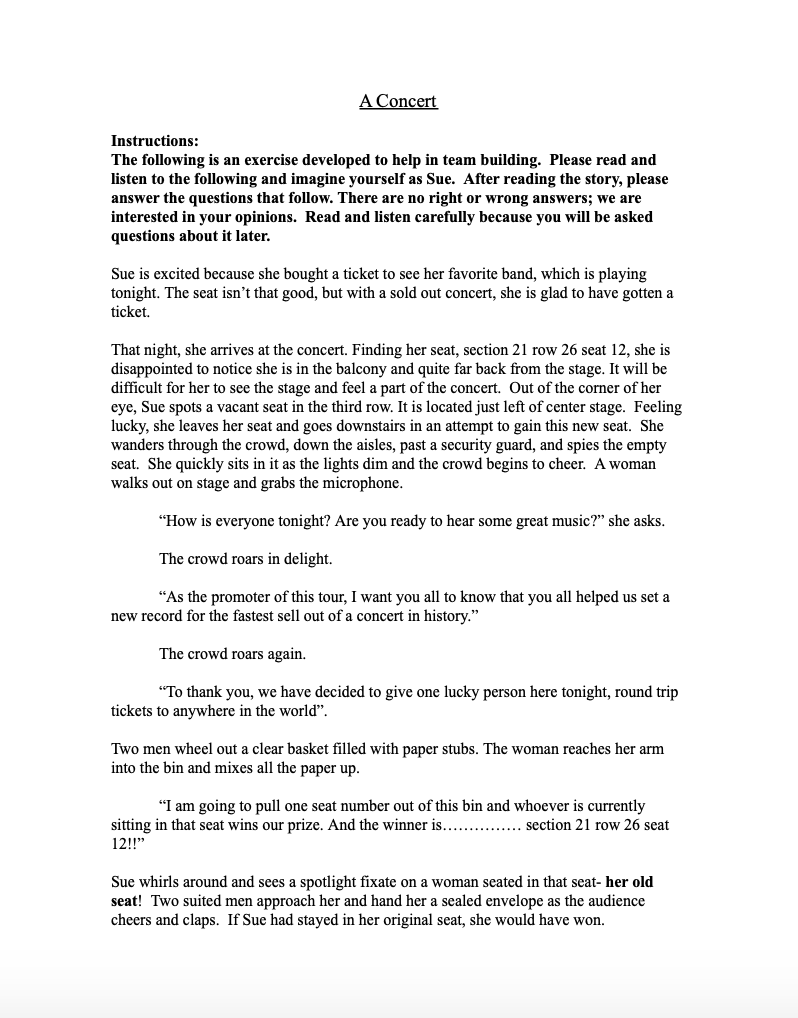 A Concert
Instructions:
The following is an exercise developed to help in team building.  Please read and
listen to the following and imagine yourself as Sue.  After reading the story, please
answer the questions that follow. There are no right or wrong answers; we are
interested in your opinions.  Read and listen carefully because you will be asked
questions about it later.
Sue is excited because she bought a ticket to see her favorite band, which is playing
tonight. The seat isn’t that good, but with a sold out concert, she is glad to have gotten a
ticket.
That night, she arrives at the concert. Finding her seat, section 21 row 26 seat 12, she is
disappointed to notice she is in the balcony and quite far back from the stage. It will be
difficult for her to see the stage and feel a part of the concert.  Out of the corner of her
eye, Sue spots a vacant seat in the third row. It is located just left of center stage.  Feeling
lucky, she leaves her seat and goes downstairs in an attempt to gain this new seat.  She
wanders through the crowd, down the aisles, past a security guard, and spies the empty
seat.  She quickly sits in it as the lights dim and the crowd begins to cheer.  A woman
walks out on stage and grabs the microphone.
“How is everyone tonight? Are you ready to hear some great music?” she asks.
The crowd roars in delight.
“As the promoter of this tour, I want you all to know that you all helped us set a
new record for the fastest sell out of a concert in history.”
The crowd roars again.
“To thank you, we have decided to give one lucky person here tonight, round trip
tickets to anywhere in the world”.
Two men wheel out a clear basket filled with paper stubs. The woman reaches her arm
into the bin and mixes all the paper up.
“I am going to pull one seat number out of this bin and whoever is currently
sitting in that seat wins our prize. And the winner is…………… section 21 row 26 seat
12!!”
Sue whirls around and sees a spotlight fixate on a woman seated in that seat- her old
seat!  Two suited men approach her and hand her a sealed envelope as the audience
cheers and claps.  If Sue had stayed in her original seat, she would have won.